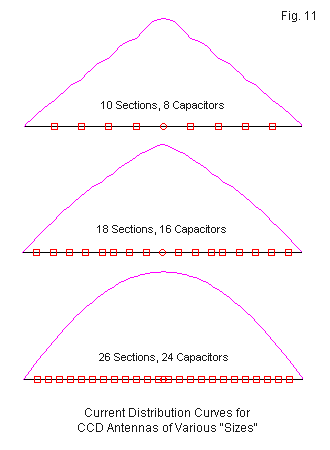 Fig. 11
10 Sections, 8 Capacitors
18 Sections, 16 Capacitors
26 Sections, 24 Capacitors
Current Distribution Curves for
CCD Antennas of Various "Sizes"